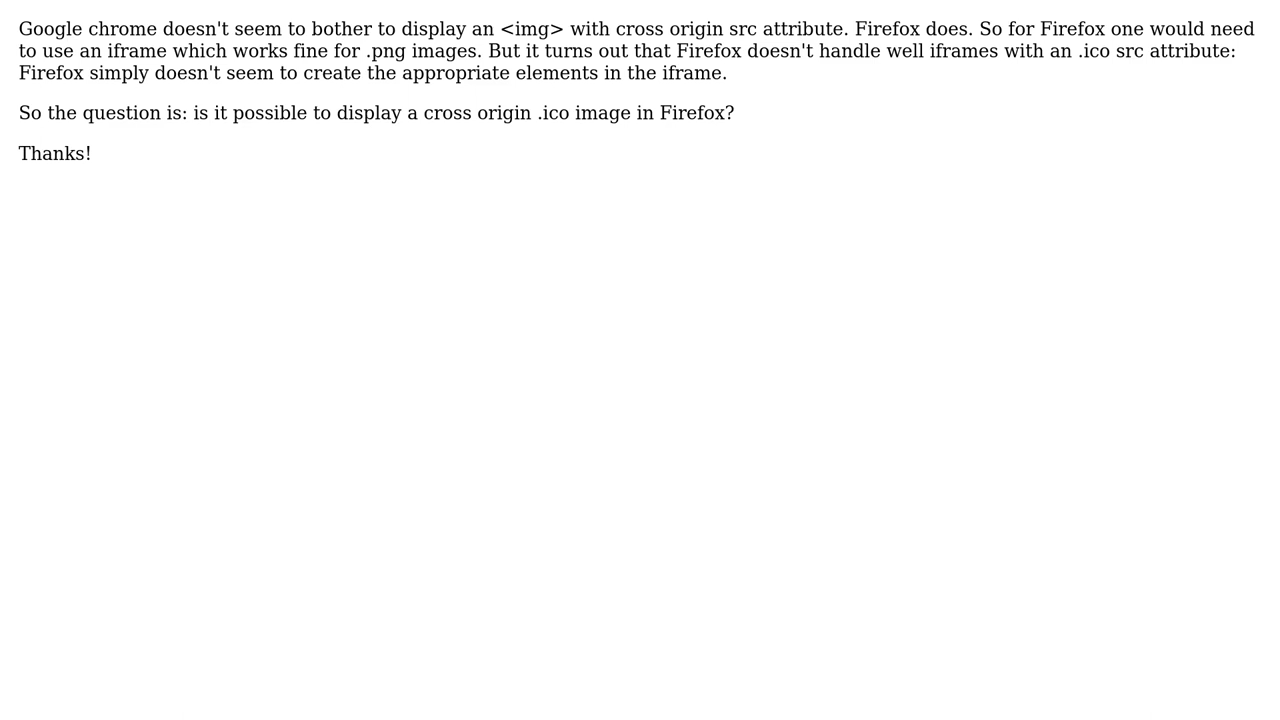 Google chrome doesn't seem to bother to display an <img> with cross origin src attribute. Firefox does. So for Firefox one would need
to use an iframe which works fine for .png images. But it turns out that Firefox doesn't handle well iframes with an .ico src attribute:
Firefox simply doesn't seem to create the appropriate elements in the iframe.
So the question is: is it possible to display a cross origin .ico image in Firefox?
Thanks!